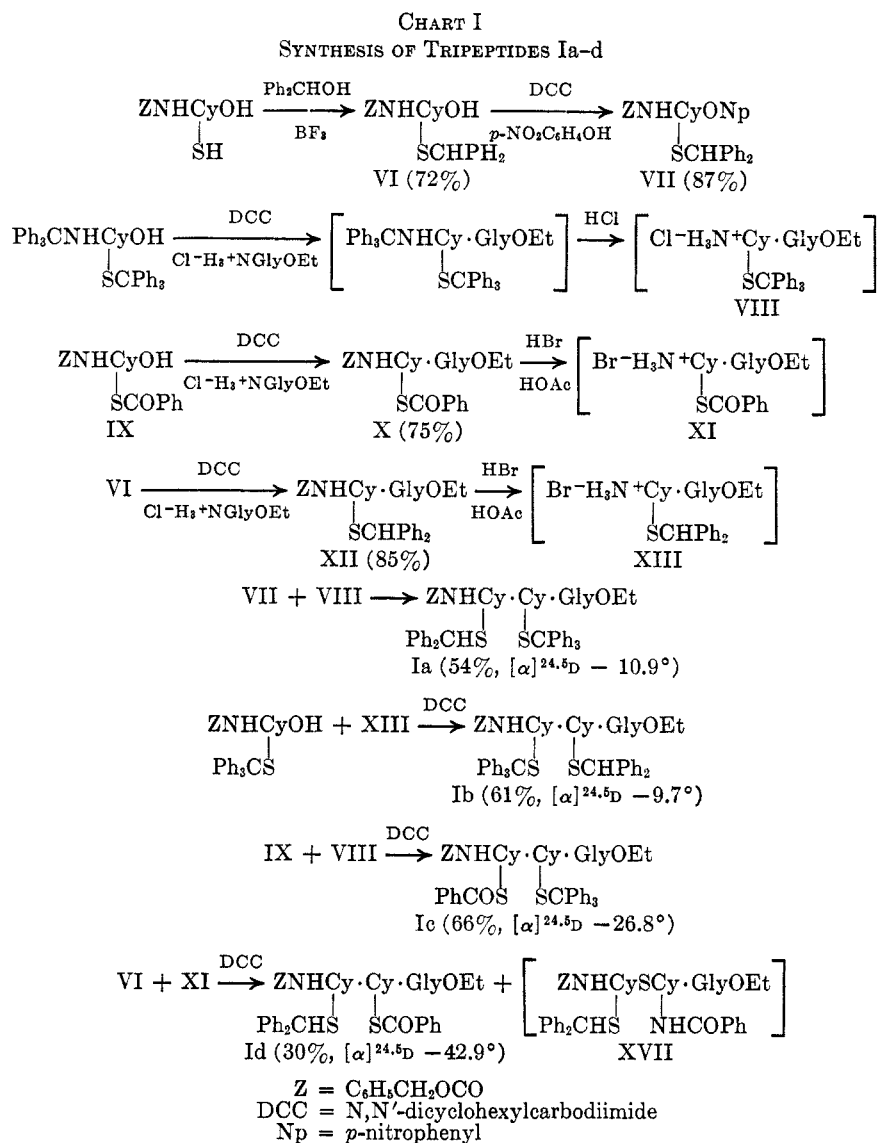 CHART I
SYNTHESIS OF TRIPEPTIDES Ia-d
Ph₂CHOH DCC
ZNHCyOH ⟶ ZNHCyOH ⟶ ZNHCyONp
BF₃ p-NO₂C₆H₄OH
SH SCHPH₂ SCHPh₂
VI (72%) VII (87%)
DCC HCl
Ph₃CNHCyOH ⟶ [Ph₃CNHCy·GlyOEt] ⟶ [Cl⁻H₃N⁺Cy·GlyOEt]
Cl⁻H₃⁺NGlyOEt
SCPh₃ SCPh₃ SCPh₃
VIII
DCC HBr
ZNHCyOH ⟶ ZNHCy·GlyOEt ⟶ [Br⁻H₃N⁺Cy·GlyOEt]
Cl⁻H₃⁺NGlyOEt HOAc
SCOPh SCOPh SCOPh
IX X (75%) XI
DCC HBr
VI ⟶ ZNHCy·GlyOEt ⟶ [Br⁻H₃N⁺Cy·GlyOEt]
Cl⁻H₃⁺NGlyOEt HOAc
SCHPh₂ SCHPh₂
XII (85%) XIII
VII + VIII ⟶ ZNHCy·Cy·GlyOEt
Ph₂CHS SCPh₃
Ia (54%, [α]²⁴·⁵D − 10.9°)
DCC
ZNHCyOH + XIII ⟶ ZNHCy·Cy·GlyOEt
Ph₃CS Ph₃CS SCHPh₂
Ib (61%, [α]²⁴·⁵D −9.7°)
DCC
IX + VIII ⟶ ZNHCy·Cy·GlyOEt
PhCOS SCPh₃
Ic (66%, [α]²⁴·⁵D −26.8°)
DCC
VI + XI ⟶ ZNHCy·Cy·GlyOEt + [ZNHCySCy·GlyOEt]
Ph₂CHS SCOPh Ph₂CHS NHCOPh
Id (30%, [α]²⁴·⁵D −42.9°) XVII
Z = C₆H₅CH₂OCO
DCC = N,N′-dicyclohexylcarbodiimide
Np = p-nitrophenyl